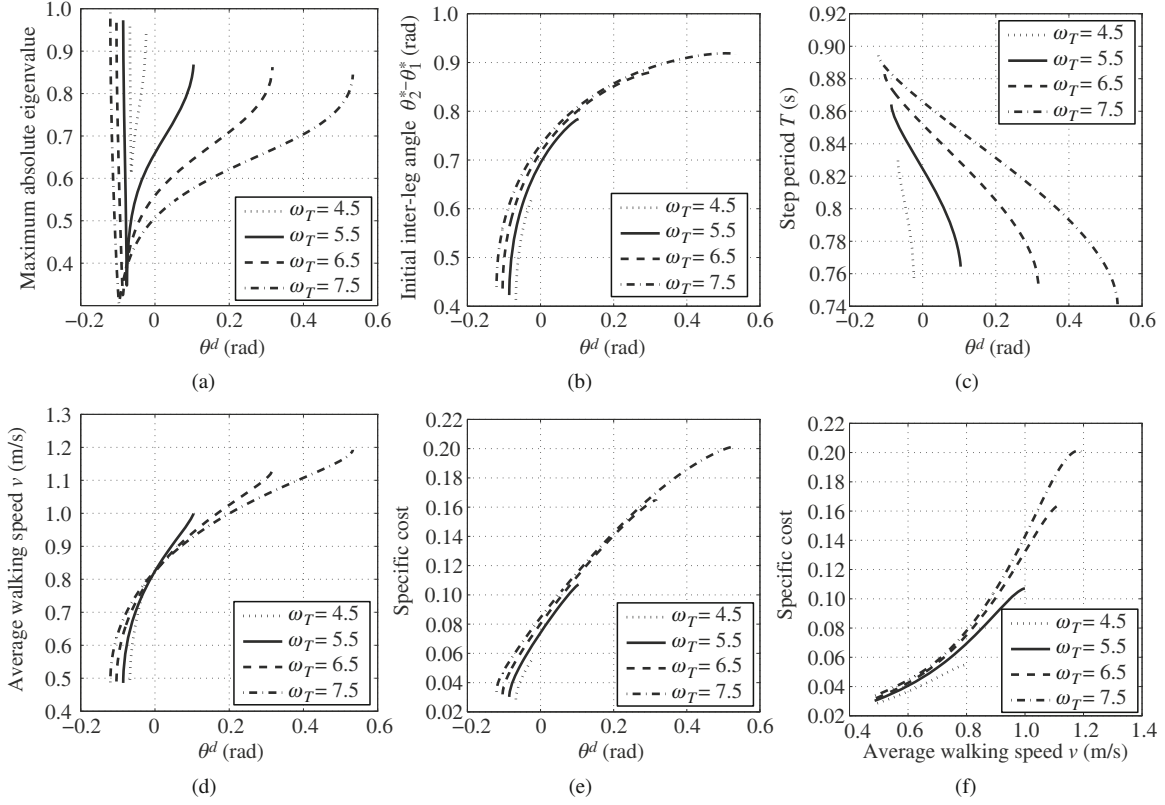 Maximum absolute eigenvalue
1.0
0.9
0.8
0.7
0.6
0.5
0.4
−0.2 0 0.2 0.4 0.6
θᵈ (rad)
ω_T = 4.5
ω_T = 5.5
ω_T = 6.5
ω_T = 7.5
(a)
Initial inter-leg angle θ₂*-θ₁* (rad)
1.0
0.9
0.8
0.7
0.6
0.5
0.4
−0.2 0 0.2 0.4 0.6
θᵈ (rad)
ω_T = 4.5
ω_T = 5.5
ω_T = 6.5
ω_T = 7.5
(b)
Step period T (s)
0.92
0.90
0.88
0.86
0.84
0.82
0.8
0.78
0.76
0.74
−0.2 0 0.2 0.4 0.6
θᵈ (rad)
ω_T = 4.5
ω_T = 5.5
ω_T = 6.5
ω_T = 7.5
(c)
Average walking speed v (m/s)
1.3
1.2
1.1
1.0
0.9
0.8
0.7
0.6
0.5
0.4
−0.2 0 0.2 0.4 0.6
θᵈ (rad)
ω_T = 4.5
ω_T = 5.5
ω_T = 6.5
ω_T = 7.5
(d)
Specific cost
0.22
0.20
0.18
0.16
0.14
0.12
0.10
0.08
0.06
0.04
0.02
−0.2 0 0.2 0.4 0.6
θᵈ (rad)
ω_T = 4.5
ω_T = 5.5
ω_T = 6.5
ω_T = 7.5
(e)
Specific cost
0.22
0.20
0.18
0.16
0.14
0.12
0.10
0.08
0.06
0.04
0.02
0.4 0.6 0.8 1.0 1.2 1.4
Average walking speed v (m/s)
ω_T = 4.5
ω_T = 5.5
ω_T = 6.5
ω_T = 7.5
(f)